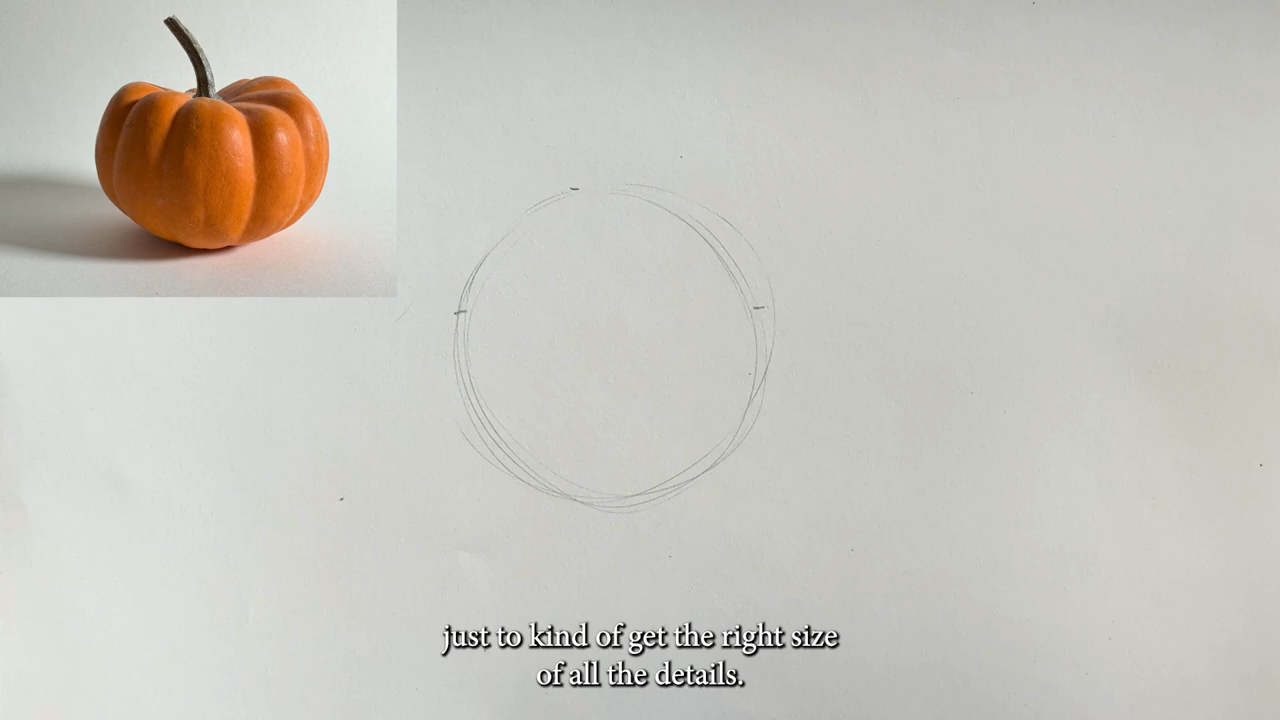 just to kind of get the right size
of all the details.